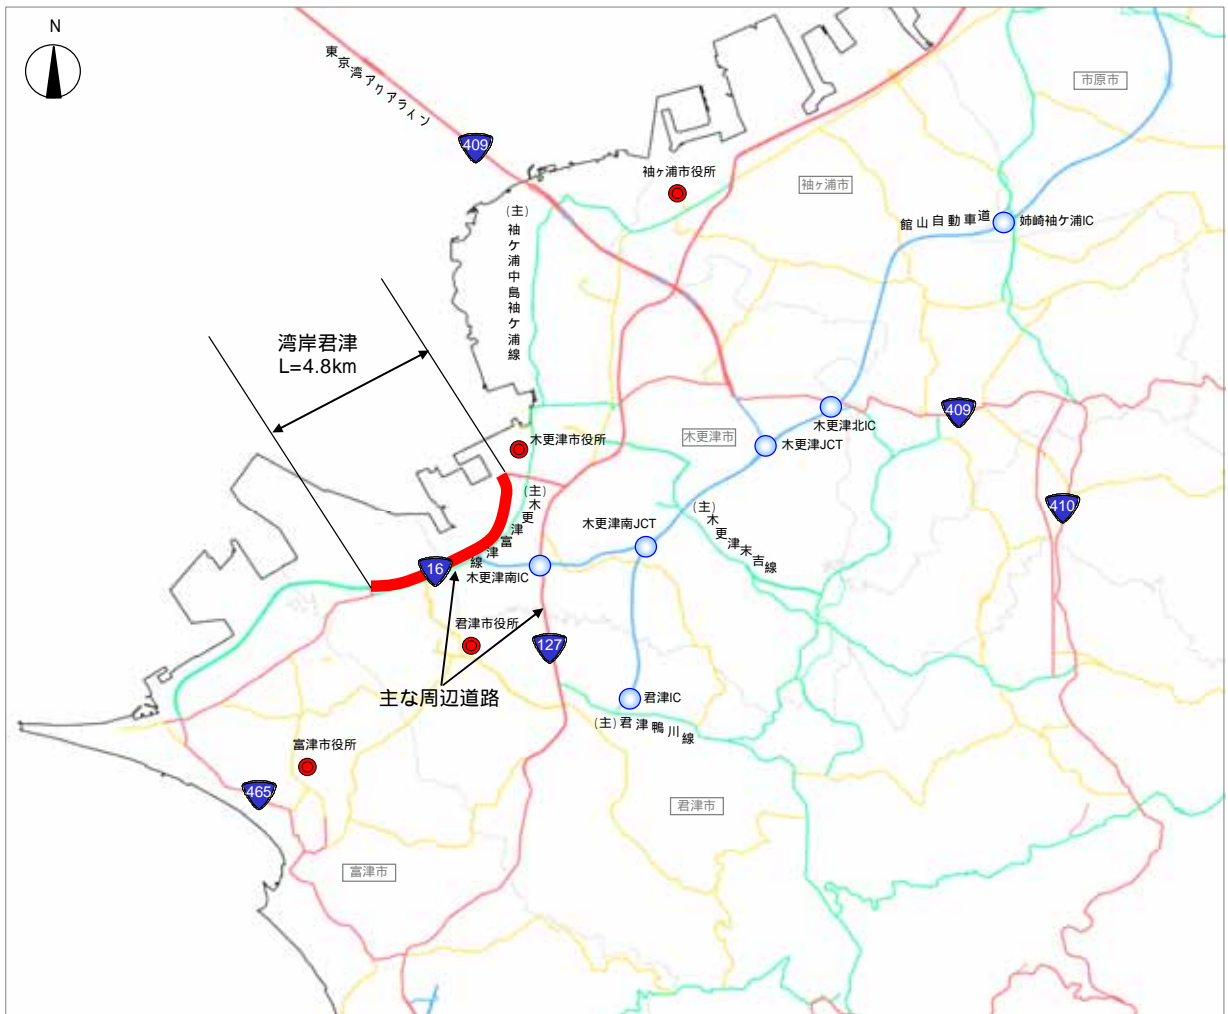 N
東京湾アクアライン
市原市
409
袖ヶ浦市役所
袖ヶ浦市
(主)袖ケ浦中島袖ケ浦線
館山自動車道
姉崎袖ケ浦IC
湾岸君津
L=4.8km
409
木更津北IC
木更津市役所
木更津市
木更津JCT
(主)木更津富津線
(主)木更津末吉線
410
木更津南JCT
16
木更津南IC
君津市役所
127
主な周辺道路
君津IC
(主)君津鴨川線
富津市役所
465
君津市
富津市